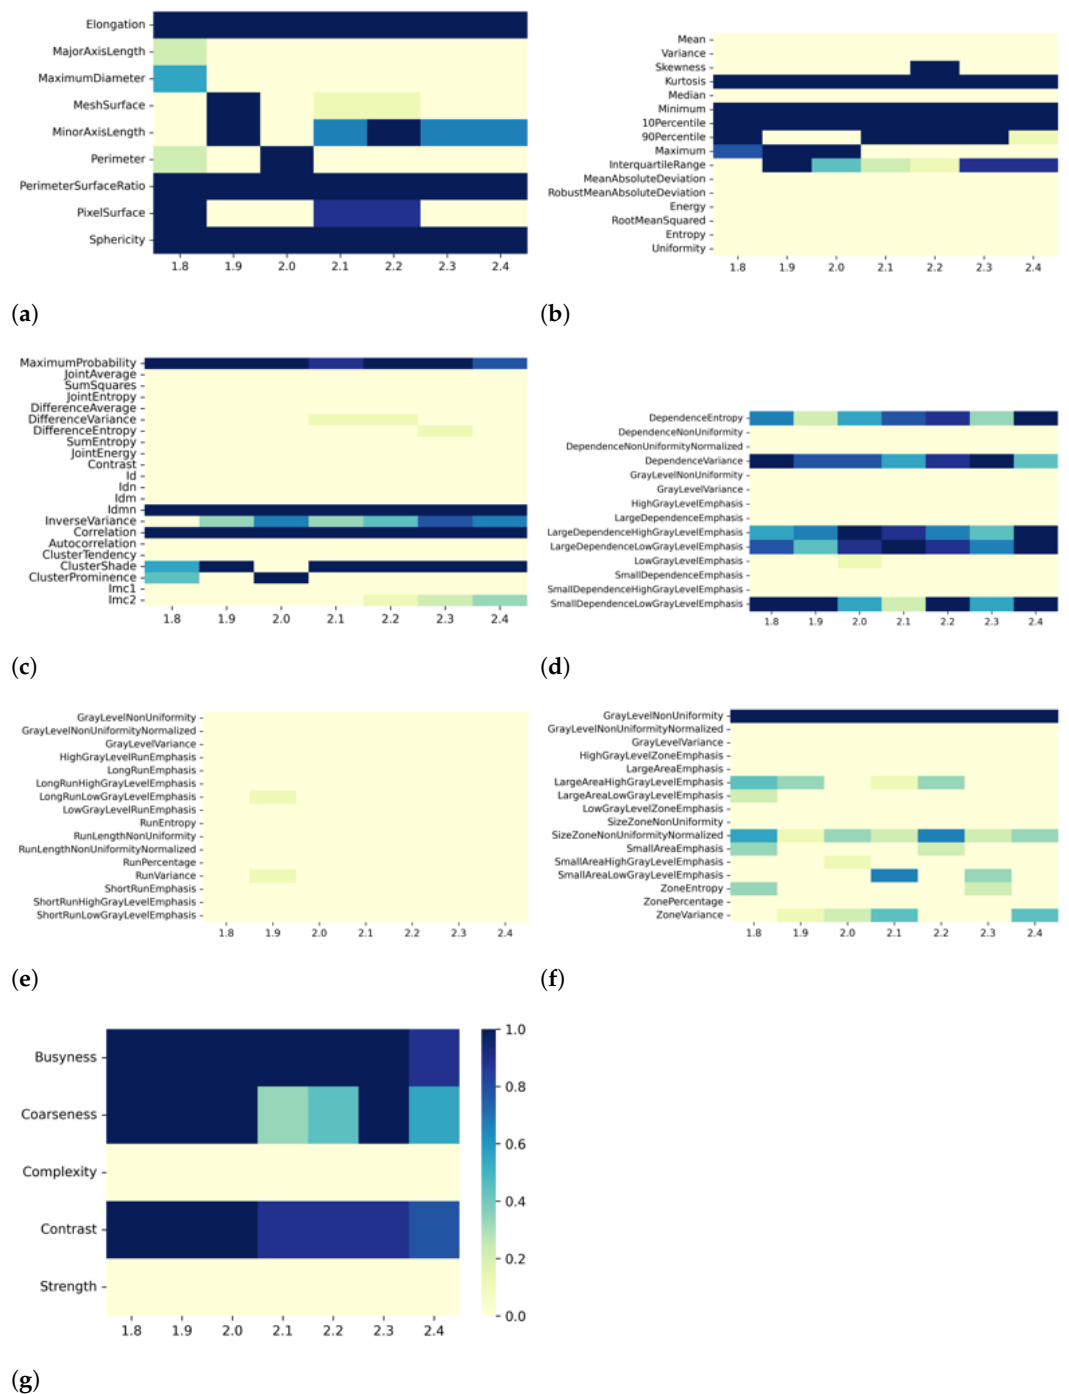 Elongation
MajorAxisLength
MaximumDiameter
MeshSurface
MinorAxisLength
Perimeter
PerimeterSurfaceRatio
PixelSurface
Sphericity
1.8 1.9 2.0 2.1 2.2 2.3 2.4
(a)
Mean
Variance
Skewness
Kurtosis
Median
Minimum
10Percentile
90Percentile
Maximum
InterquartileRange
MeanAbsoluteDeviation
RobustMeanAbsoluteDeviation
Energy
RootMeanSquared
Entropy
Uniformity
1.8 1.9 2.0 2.1 2.2 2.3 2.4
(b)
MaximumProbability
JointAverage
SumSquares
JointEntropy
DifferenceAverage
DifferenceVariance
DifferenceEntropy
SumEntropy
JointEnergy
Contrast
Id
Idn
Idm
Idmn
InverseVariance
Correlation
Autocorrelation
ClusterTendency
ClusterShade
ClusterProminence
Imc1
Imc2
1.8 1.9 2.0 2.1 2.2 2.3 2.4
(c)
DependenceEntropy
DependenceNonUniformity
DependenceNonUniformityNormalized
DependenceVariance
GrayLevelNonUniformity
GrayLevelVariance
HighGrayLevelEmphasis
LargeDependenceEmphasis
LargeDependenceHighGrayLevelEmphasis
LargeDependenceLowGrayLevelEmphasis
LowGrayLevelEmphasis
SmallDependenceEmphasis
SmallDependenceHighGrayLevelEmphasis
SmallDependenceLowGrayLevelEmphasis
1.8 1.9 2.0 2.1 2.2 2.3 2.4
(d)
GrayLevelNonUniformity
GrayLevelNonUniformityNormalized
GrayLevelVariance
HighGrayLevelRunEmphasis
LongRunEmphasis
LongRunHighGrayLevelEmphasis
LongRunLowGrayLevelEmphasis
LowGrayLevelRunEmphasis
RunEntropy
RunLengthNonUniformity
RunLengthNonUniformityNormalized
RunPercentage
RunVariance
ShortRunEmphasis
ShortRunHighGrayLevelEmphasis
ShortRunLowGrayLevelEmphasis
1.8 1.9 2.0 2.1 2.2 2.3 2.4
(e)
GrayLevelNonUniformity
GrayLevelNonUniformityNormalized
GrayLevelVariance
HighGrayLevelZoneEmphasis
LargeAreaEmphasis
LargeAreaHighGrayLevelEmphasis
LargeAreaLowGrayLevelEmphasis
LowGrayLevelZoneEmphasis
SizeZoneNonUniformity
SizeZoneNonUniformityNormalized
SmallAreaEmphasis
SmallAreaHighGrayLevelEmphasis
SmallAreaLowGrayLevelEmphasis
ZoneEntropy
ZonePercentage
ZoneVariance
1.8 1.9 2.0 2.1 2.2 2.3 2.4
(f)
Busyness
Coarseness
Complexity
Contrast
Strength
1.8 1.9 2.0 2.1 2.2 2.3 2.4
1.0
0.8
0.6
0.4
0.2
0.0
(g)